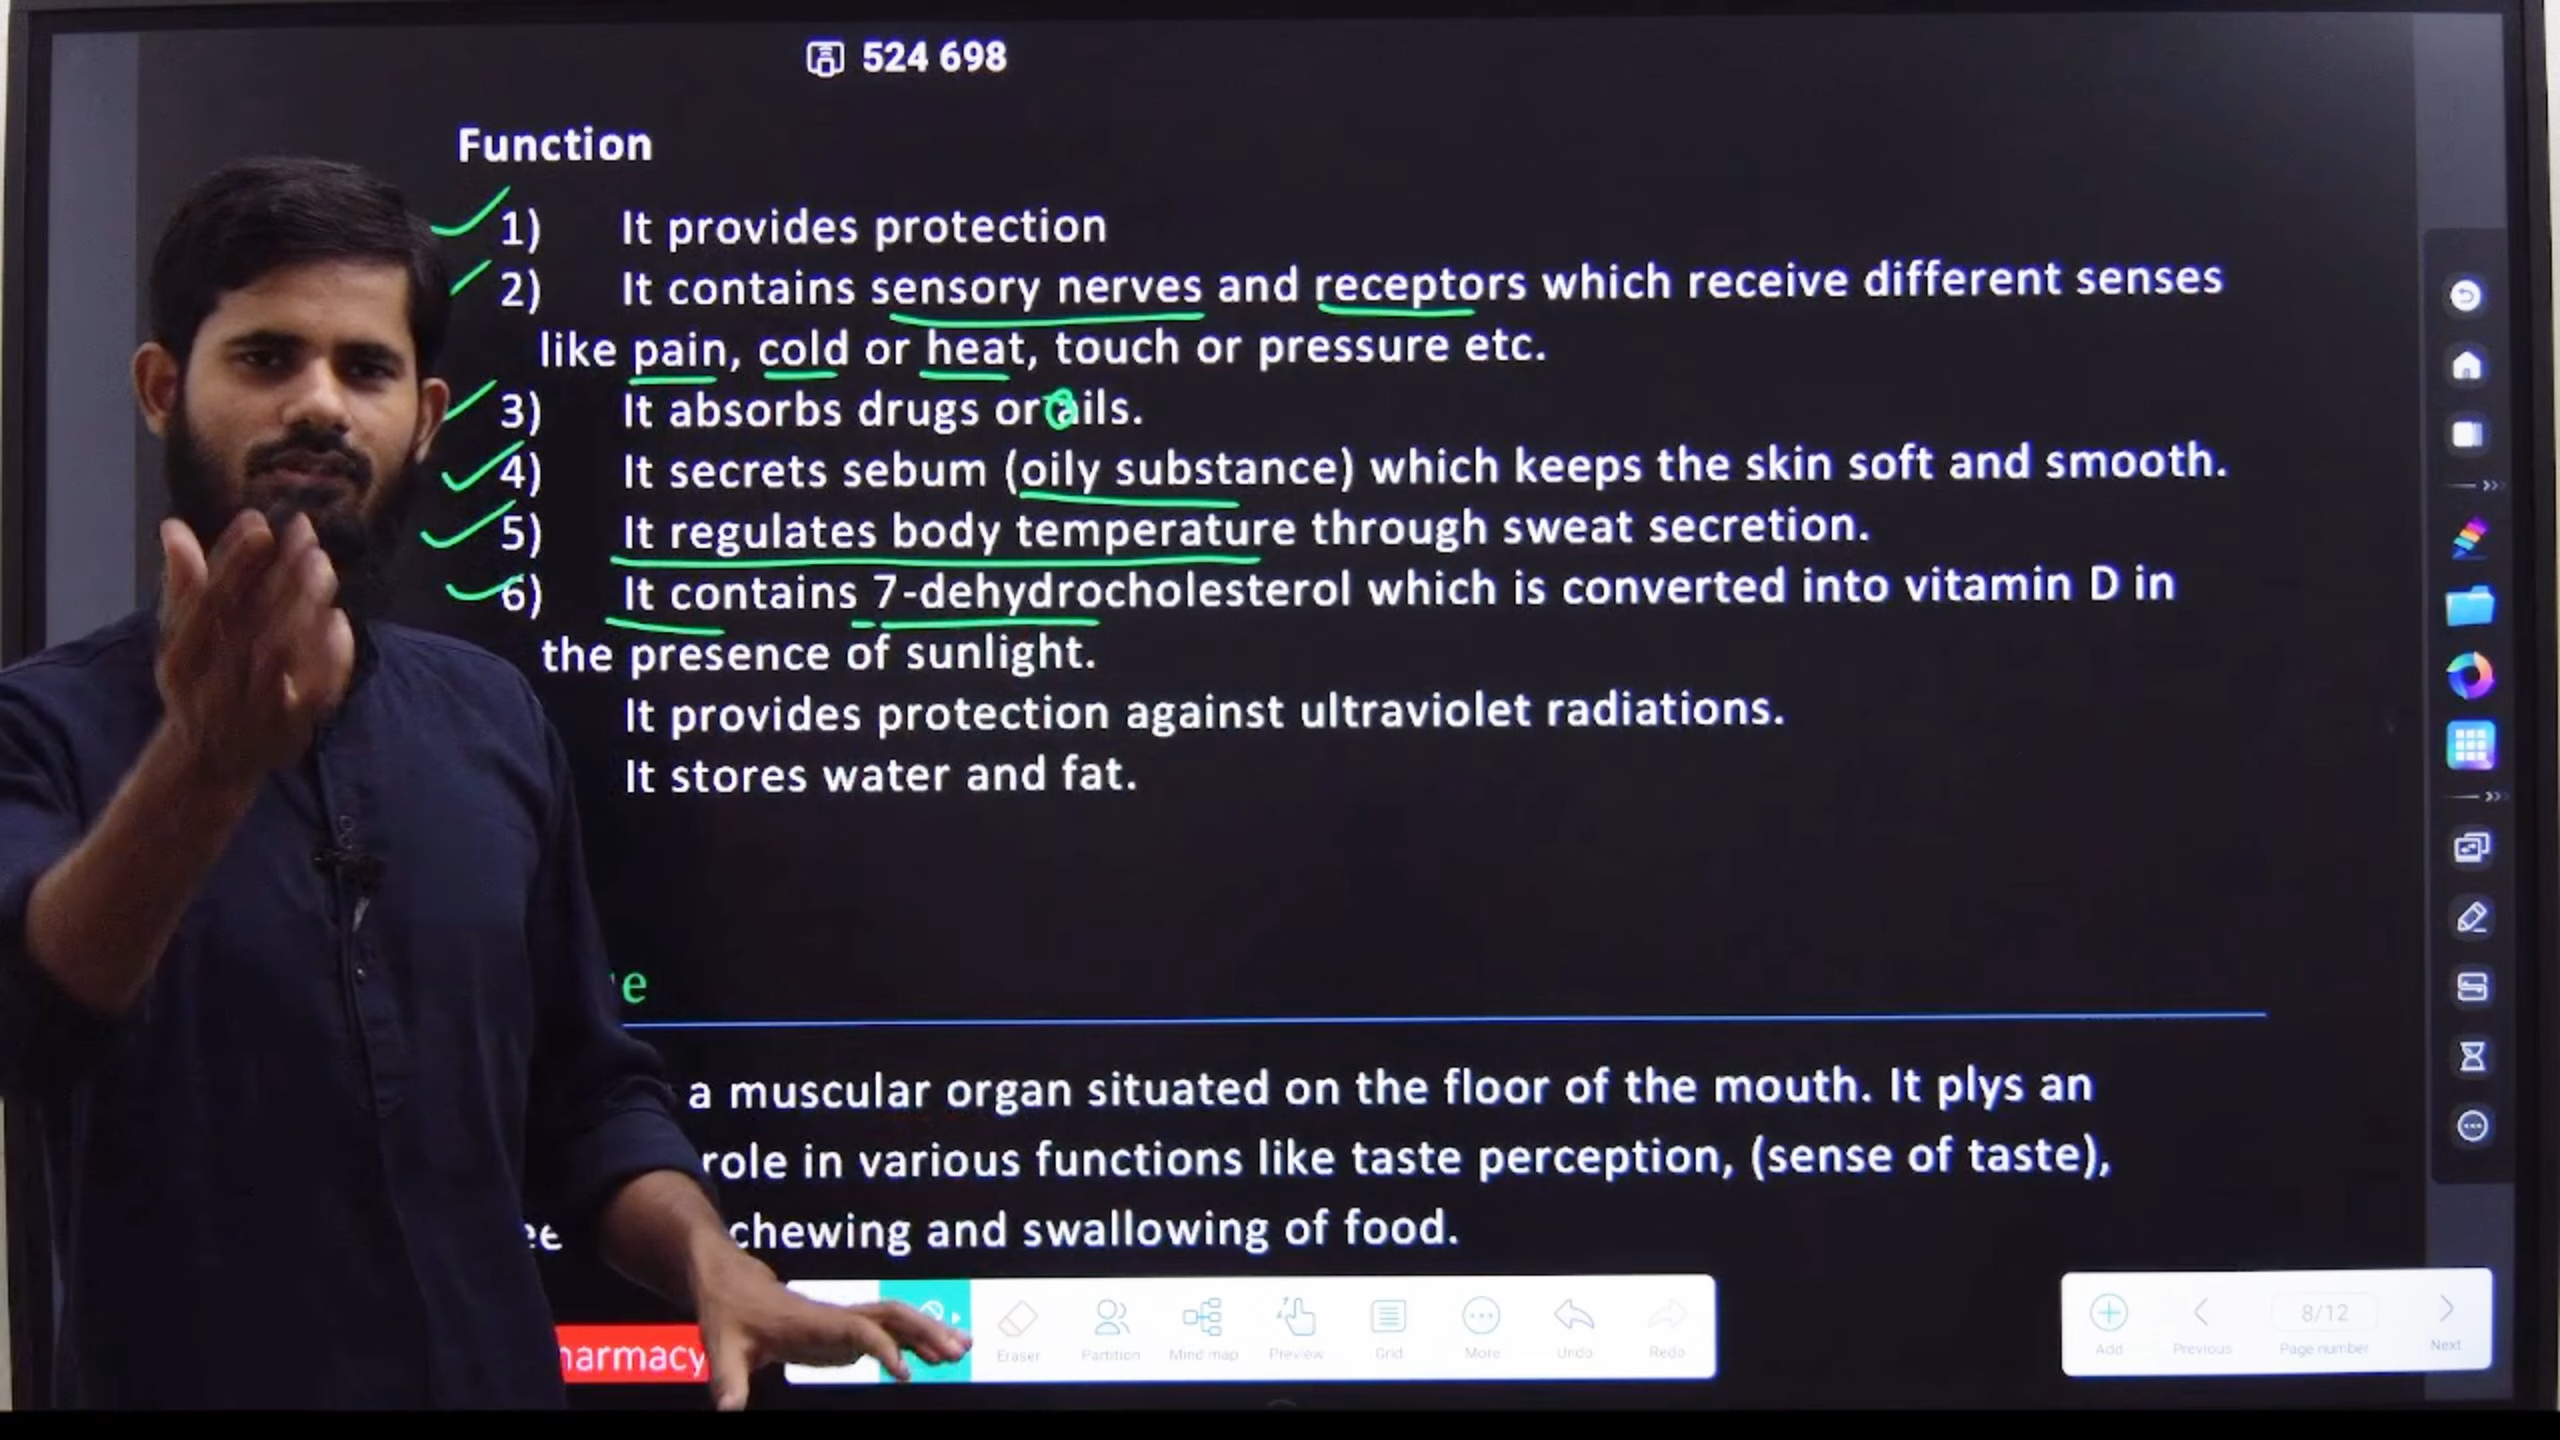 524 698
Function
1) It provides protection
2) It contains sensory nerves and receptors which receive different senses
like pain, cold or heat, touch or pressure etc.
3) It absorbs drugs or oils.
4) It secrets sebum (oily substance) which keeps the skin soft and smooth.
5) It regulates body temperature through sweat secretion.
6) It contains 7-dehydrocholesterol which is converted into vitamin D in
the presence of sunlight.
It provides protection against ultraviolet radiations.
It stores water and fat.
e
a muscular organ situated on the floor of the mouth. It plys an
role in various functions like taste perception, (sense of taste),
chewing and swallowing of food.
harmacy
Eraser Partition Mind map Preview Grid More Undo Redo
Add Previous 8/12 Page number Next